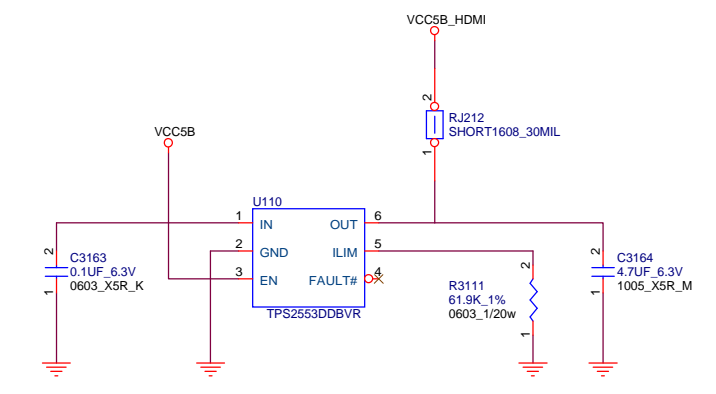 VCC5B_HDMI
2
RJ212
SHORT1608_30MIL
1
VCC5B
U110
1
IN
OUT
6
2
GND
ILIM
5
3
EN
FAULT#
4
TPS2553DDBVR
2
C3163
0.1UF_6.3V
0603_X5R_K
1
2
R3111
61.9K_1%
0603_1/20w
1
2
C3164
4.7UF_6.3V
1005_X5R_M
1